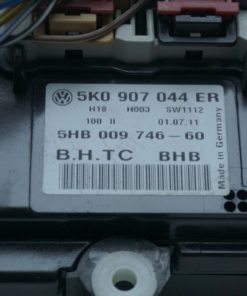 5K0 907 044 ER
H18 H003 SW1112
100 II 01.07.11
5HB 009 746-60
B.H.TC BHB
Made in Germany